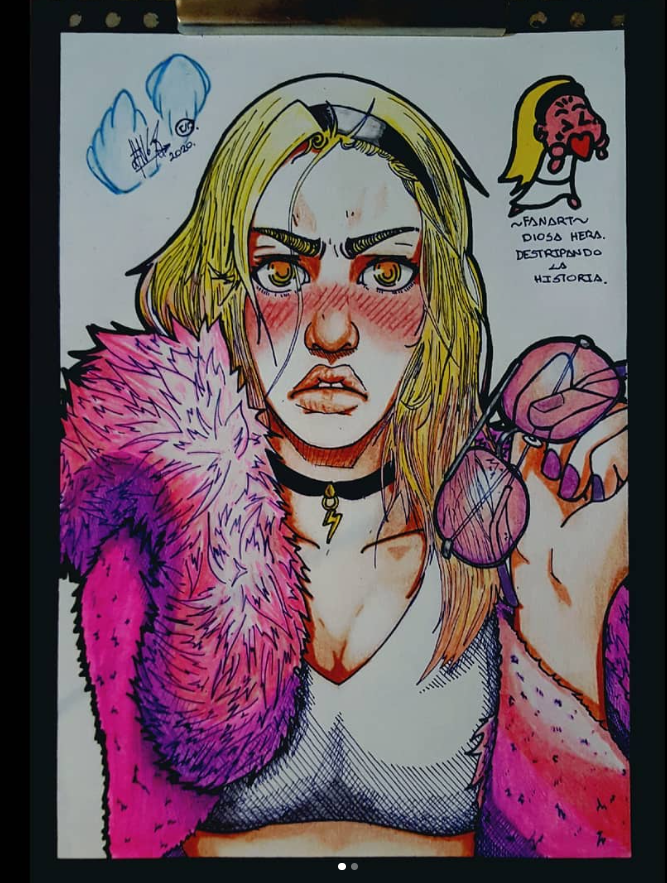 2020.
~FANART~
DIOSA HERA.
DESTRIPANDO
LA
HISTORIA.